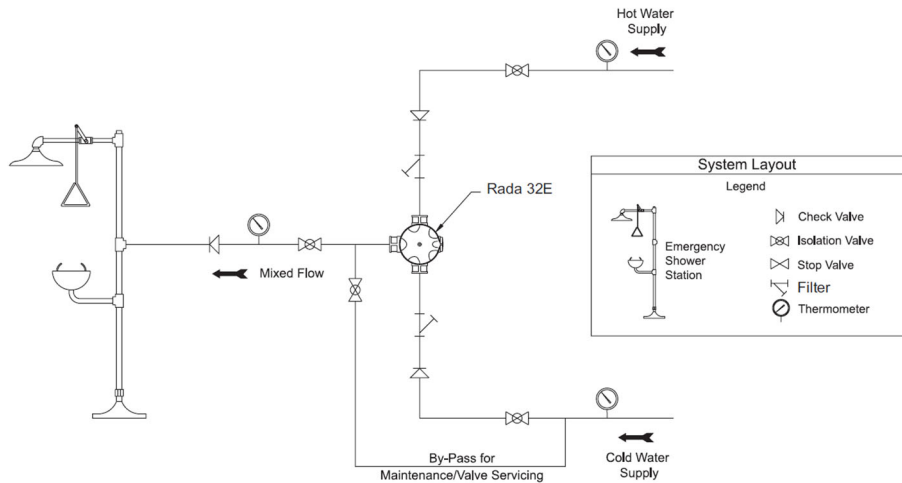 Hot Water
Supply
Rada 32E
Mixed Flow
System Layout
Legend
Emergency
Shower
Station
Check Valve
Isolation Valve
Stop Valve
Filter
Thermometer
By-Pass for
Maintenance/Valve Servicing
Cold Water
Supply